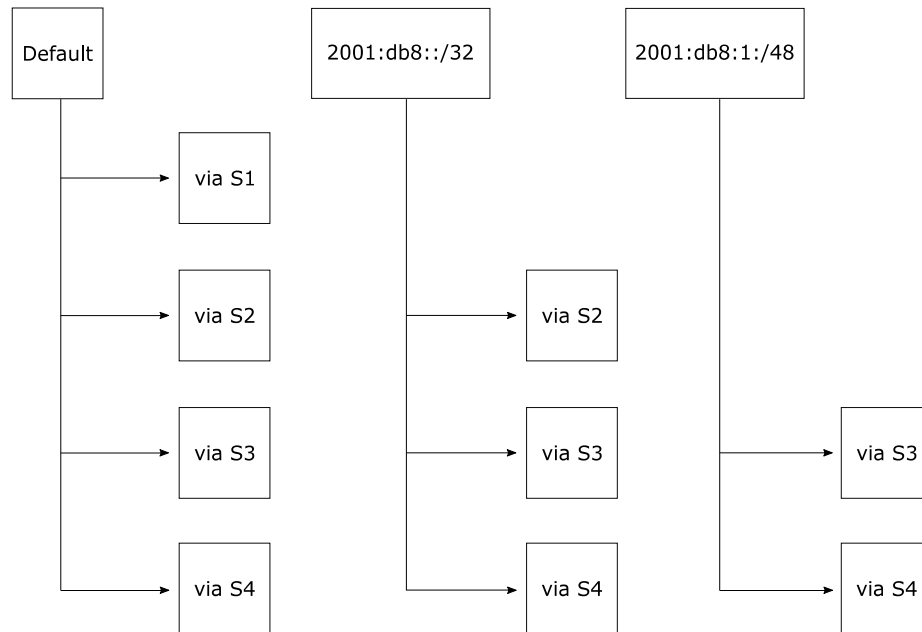 Default
2001:db8::/32
2001:db8:1:/48
via S1
via S2
via S2
via S3
via S3
via S3
via S4
via S4
via S4